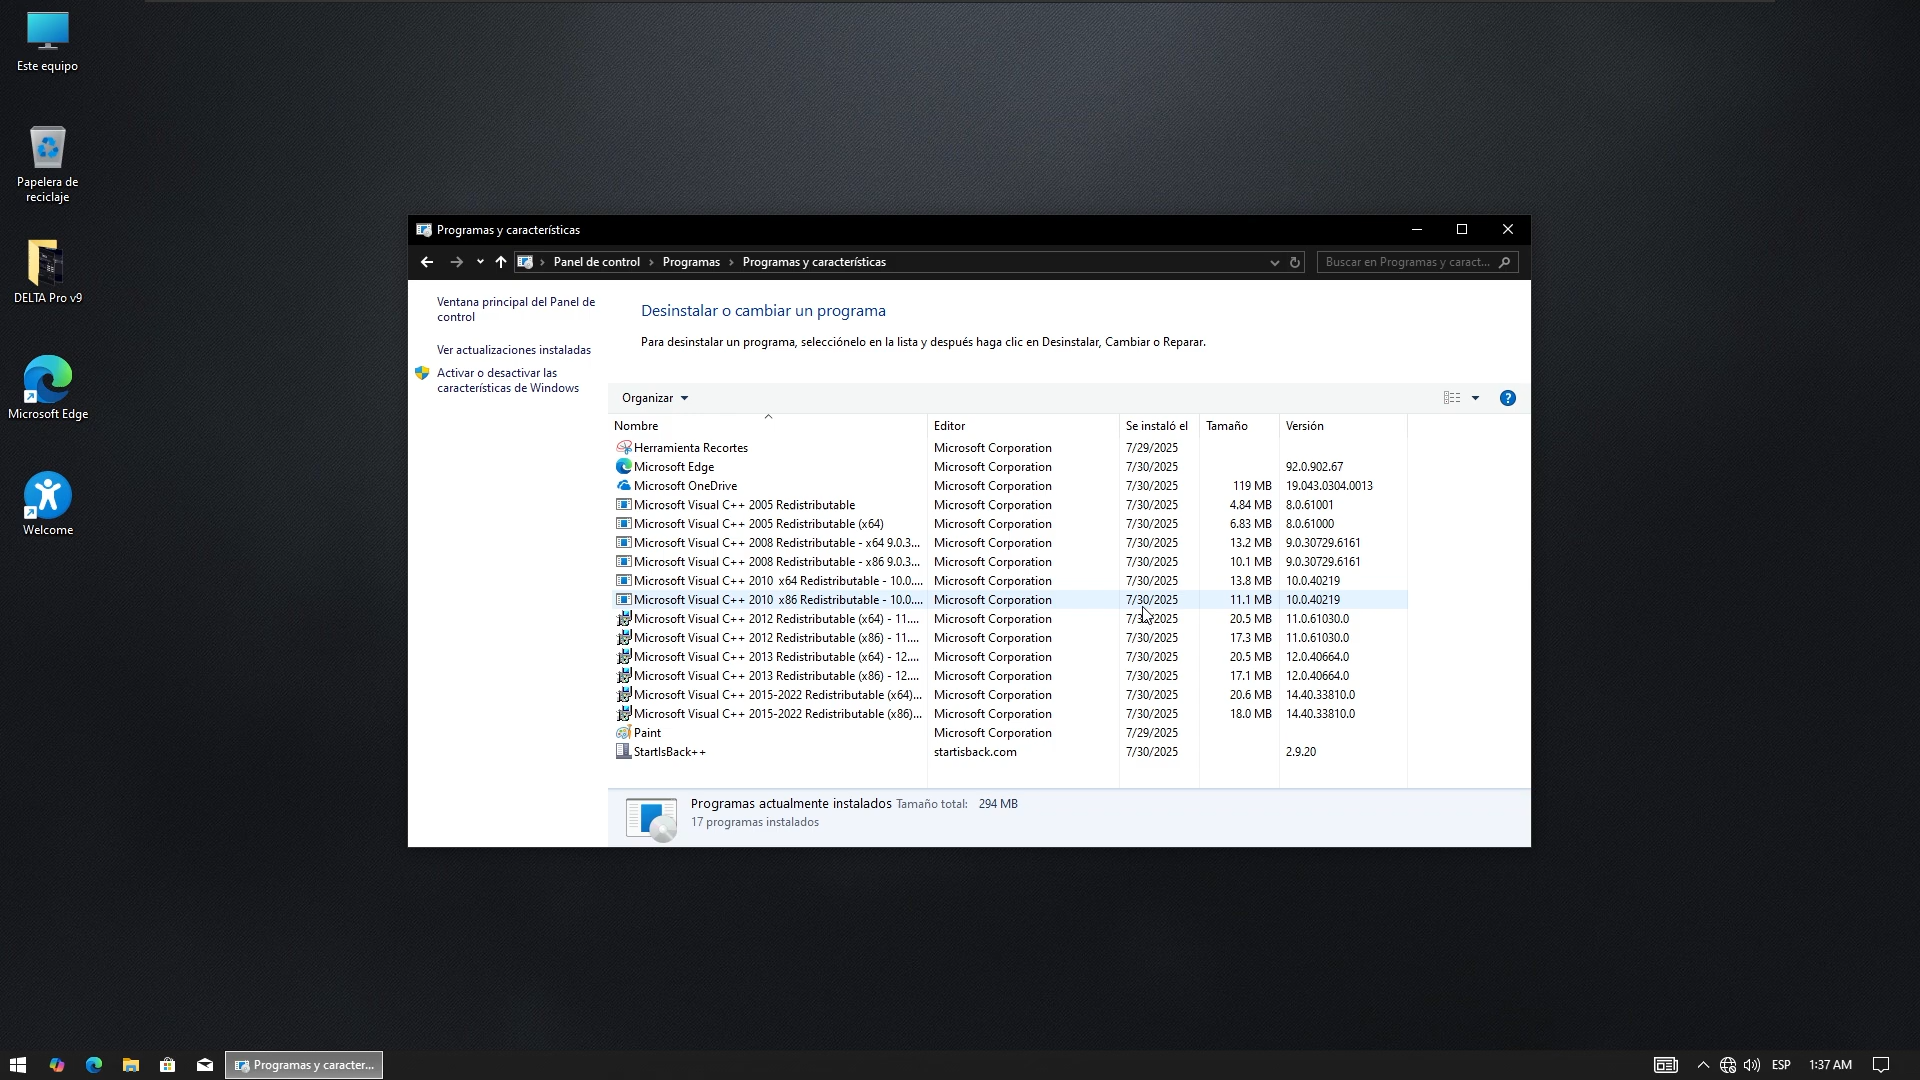 Este equipo
Papelera de
reciclaje
DELTA Pro v9
Microsoft Edge
Welcome
Programas y características
Panel de control > Programas > Programas y características
Buscar en Programas y caract...
Ventana principal del Panel de
control
Ver actualizaciones instaladas
Activar o desactivar las
características de Windows
Desinstalar o cambiar un programa
Para desinstalar un programa, selecciónelo en la lista y después haga clic en Desinstalar, Cambiar o Reparar.
Organizar
Nombre Editor Se instaló el Tamaño Versión
Herramienta Recortes Microsoft Corporation 7/29/2025
Microsoft Edge Microsoft Corporation 7/30/2025 92.0.902.67
Microsoft OneDrive Microsoft Corporation 7/30/2025 119 MB 19.043.0304.0013
Microsoft Visual C++ 2005 Redistributable Microsoft Corporation 7/30/2025 4.84 MB 8.0.61001
Microsoft Visual C++ 2005 Redistributable (x64) Microsoft Corporation 7/30/2025 6.83 MB 8.0.61000
Microsoft Visual C++ 2008 Redistributable - x64 9.0.3... Microsoft Corporation 7/30/2025 13.2 MB 9.0.30729.6161
Microsoft Visual C++ 2008 Redistributable - x86 9.0.3... Microsoft Corporation 7/30/2025 10.1 MB 9.0.30729.6161
Microsoft Visual C++ 2010  x64 Redistributable - 10.0.... Microsoft Corporation 7/30/2025 13.8 MB 10.0.40219
Microsoft Visual C++ 2010  x86 Redistributable - 10.0.... Microsoft Corporation 7/30/2025 11.1 MB 10.0.40219
Microsoft Visual C++ 2012 Redistributable (x64) - 11.... Microsoft Corporation 7/30/2025 20.5 MB 11.0.61030.0
Microsoft Visual C++ 2012 Redistributable (x86) - 11.... Microsoft Corporation 7/30/2025 17.3 MB 11.0.61030.0
Microsoft Visual C++ 2013 Redistributable (x64) - 12.... Microsoft Corporation 7/30/2025 20.5 MB 12.0.40664.0
Microsoft Visual C++ 2013 Redistributable (x86) - 12.... Microsoft Corporation 7/30/2025 17.1 MB 12.0.40664.0
Microsoft Visual C++ 2015-2022 Redistributable (x64)... Microsoft Corporation 7/30/2025 20.6 MB 14.40.33810.0
Microsoft Visual C++ 2015-2022 Redistributable (x86)... Microsoft Corporation 7/30/2025 18.0 MB 14.40.33810.0
Paint Microsoft Corporation 7/29/2025
StartIsBack++ startisback.com 7/30/2025 2.9.20
Programas actualmente instalados Tamaño total: 294 MB
17 programas instalados
Programas y caracter...
ESP
1:37 AM